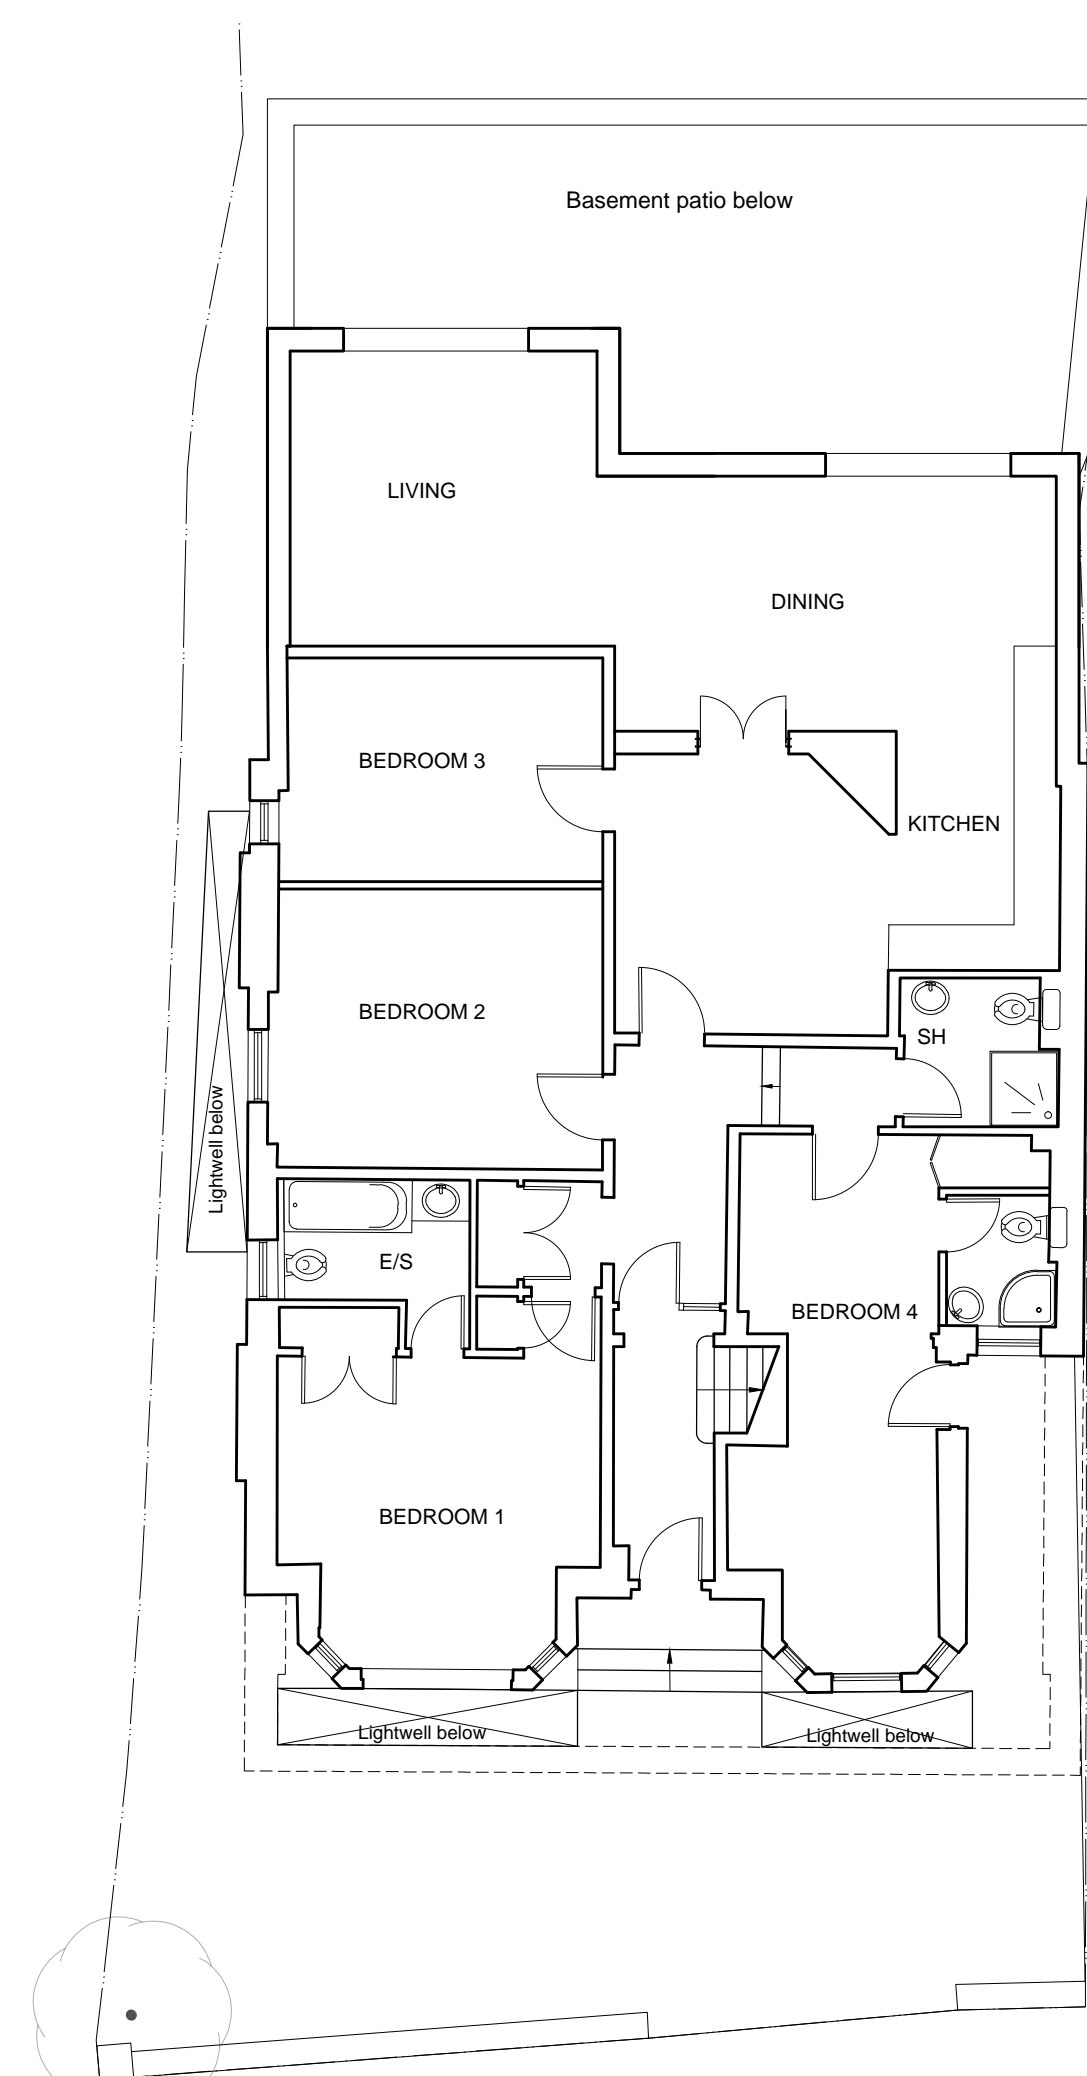 Basement patio below
LIVING
DINING
BEDROOM 3
KITCHEN
BEDROOM 2
SH
Lightwell below
E/S
BEDROOM 4
BEDROOM 1
Lightwell below
Lightwell below